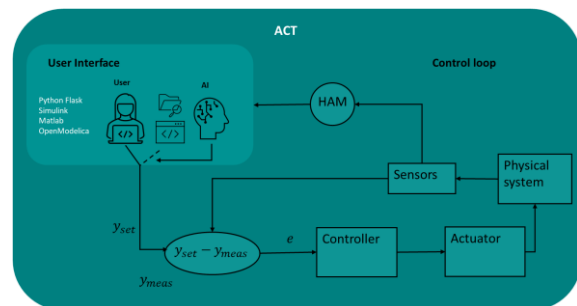 ACT
User Interface
Control loop
User
AI
Python Flask
Simulink
Matlab
OpenModelica
</>
</>
HAM
Sensors
Physical
system
y_set
y_set − y_meas
e
Controller
Actuator
y_meas